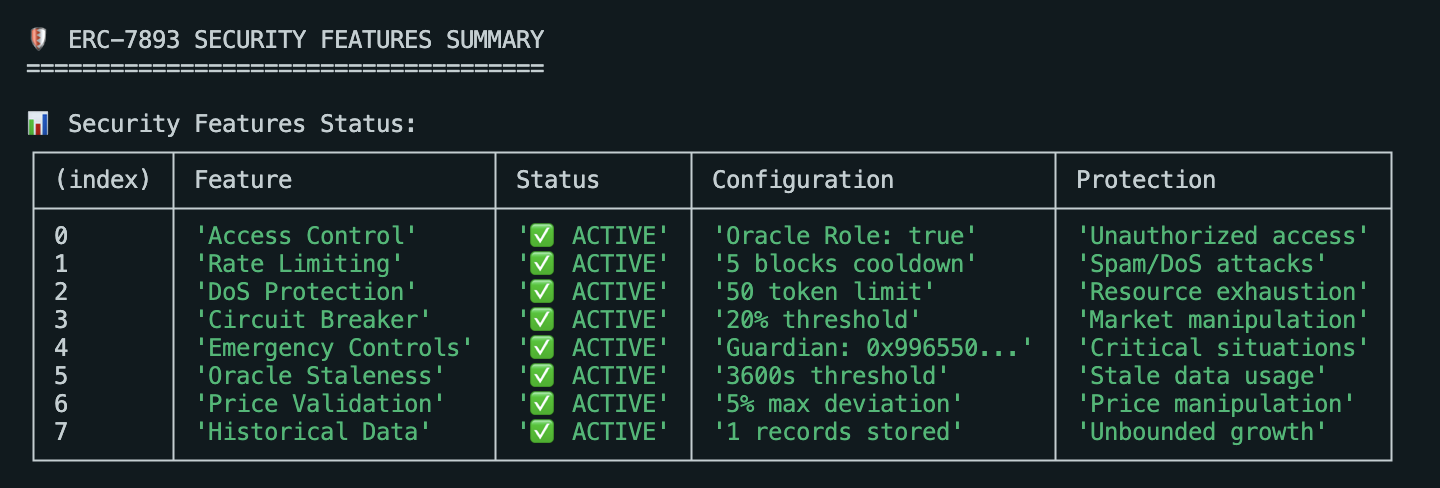 🛡️ ERC-7893 SECURITY FEATURES SUMMARY
=====================================
📊 Security Features Status:
(index) Feature Status Configuration Protection
0 'Access Control' '✅ ACTIVE' 'Oracle Role: true' 'Unauthorized access'
1 'Rate Limiting' '✅ ACTIVE' '5 blocks cooldown' 'Spam/DoS attacks'
2 'DoS Protection' '✅ ACTIVE' '50 token limit' 'Resource exhaustion'
3 'Circuit Breaker' '✅ ACTIVE' '20% threshold' 'Market manipulation'
4 'Emergency Controls' '✅ ACTIVE' 'Guardian: 0x996550...' 'Critical situations'
5 'Oracle Staleness' '✅ ACTIVE' '3600s threshold' 'Stale data usage'
6 'Price Validation' '✅ ACTIVE' '5% max deviation' 'Price manipulation'
7 'Historical Data' '✅ ACTIVE' '1 records stored' 'Unbounded growth'